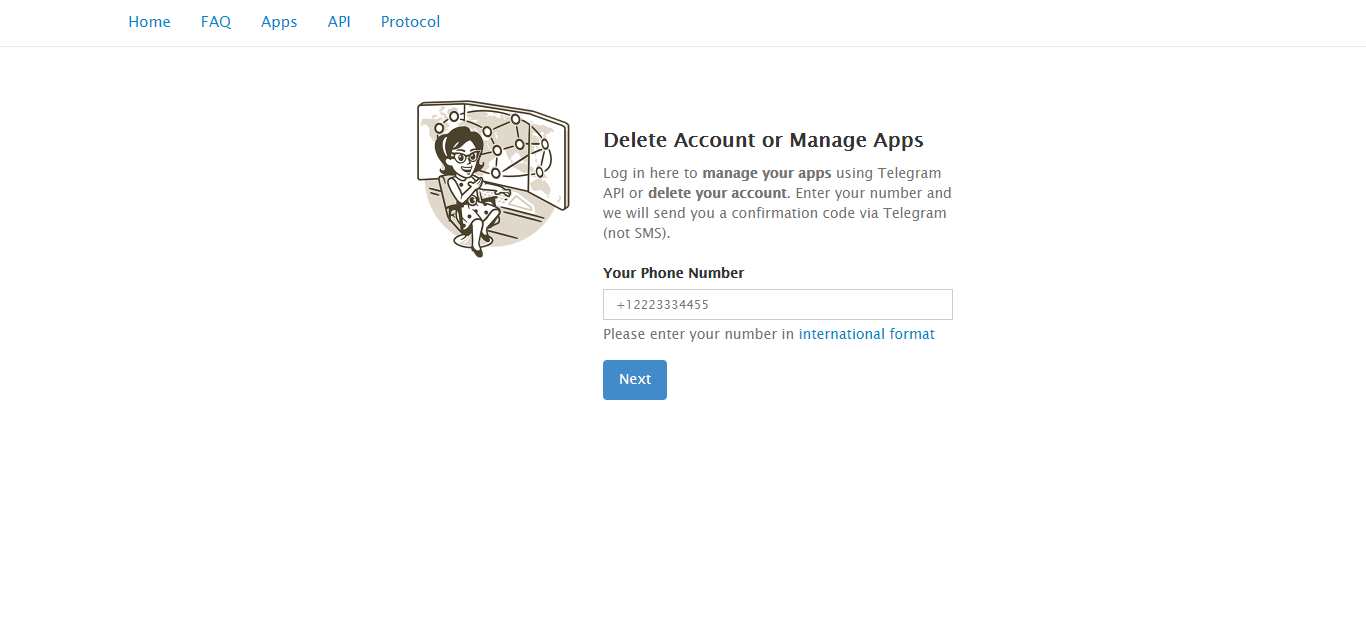 Home FAQ Apps API Protocol
Delete Account or Manage Apps
Log in here to manage your apps using Telegram
API or delete your account. Enter your number and
we will send you a confirmation code via Telegram
(not SMS).
Your Phone Number
+12223334455
Please enter your number in international format
Next